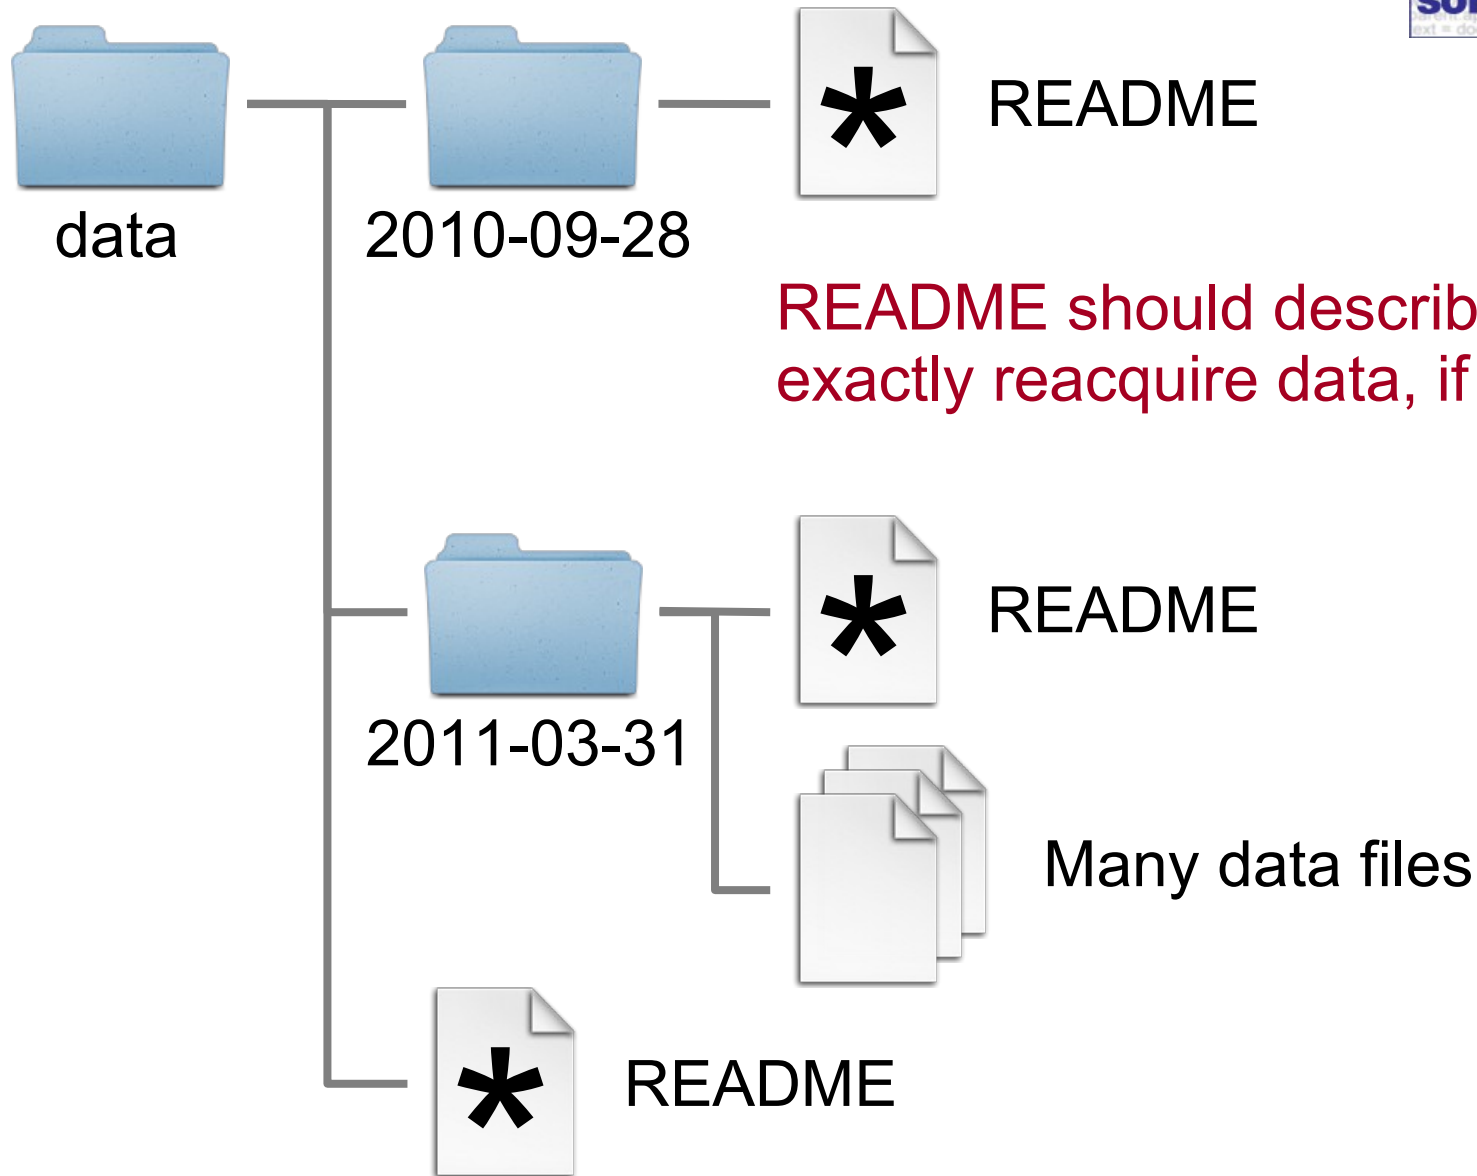 README
data
2010-09-28
README should
exactly reacquire data, if
README
2011-03-31
Many data files
README